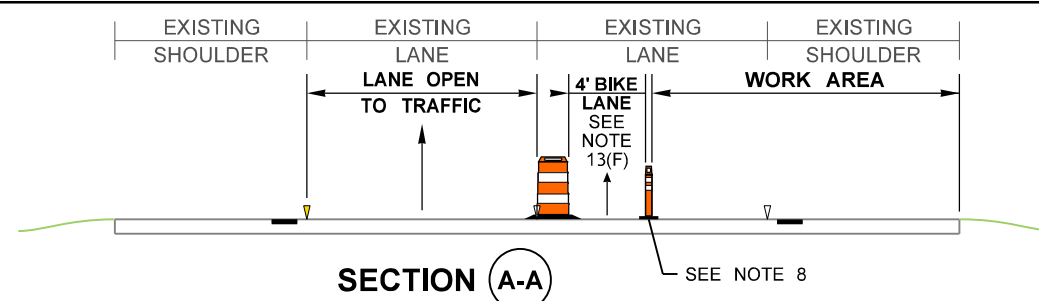 EXISTING SHOULDER
EXISTING LANE
EXISTING LANE
EXISTING SHOULDER
LANE OPEN TO TRAFFIC
4' BIKE
LANE
SEE
NOTE
13(F)
WORK AREA
SECTION A-A
SEE NOTE 8